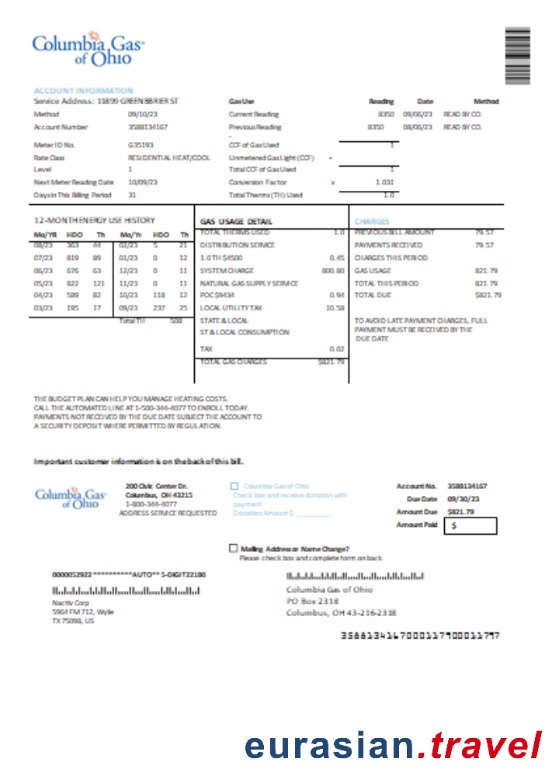 Columbia Gas
of Ohio
ACCOUNT INFORMATION
Service Address: 11899 GREEN BRIER ST
Method 09/10/23
Account Number 3588134167
Meter ID No. G35193
Rate Class RESIDENTIAL HEAT/COOL
Level 1
Next Meter Reading Date 10/09/23
Days in This Billing Period 31
Gas Use Reading Date Method
Current Reading 8350 09/06/23 READ BY CO.
Previous Reading 8350 08/06/23 READ BY CO.
-
CCF of Gas Used 1
Unmetered Gas Light (CCF) +
Total CCF of Gas Used 1
Conversion Factor x 1.031
Total Therms (TH) Used 1.0
12-MONTH ENERGY USE HISTORY
Mo/YR HDO Th Mo/Yr HDO Th
08/23 363 44 02/23 5 21
07/23 819 89 01/23 0 12
06/23 676 63 12/23 0 11
05/23 822 121 11/23 0 11
04/23 589 82 10/23 118 12
03/23 195 17 09/23 237 25
Total TH 508
GAS USAGE DETAIL
TOTAL THERMS USED 1.0
DISTRIBUTION SERVICE
1.0 TH $4500 0.45
SYSTEM CHARGE 800.80
NATURAL GAS SUPPLY SERVICE
POC $9434 0.94
LOCAL UTILITY TAX 10.58
STATE & LOCAL
ST & LOCAL CONSUMPTION
TAX 0.02
TOTAL GAS CHARGES $821.79
CHARGES
PREVIOUS BILL AMOUNT 79.57
PAYMENTS RECEIVED 79.57
CHARGES THIS PERIOD
GAS USAGE 821.79
TOTAL THIS PERIOD 821.79
TOTAL DUE $821.79
TO AVOID LATE PAYMENT CHARGES, FULL
PAYMENT MUST BE RECEIVED BY THE
DUE DATE
THE BUDGET PLAN CAN HELP YOU MANAGE HEATING COSTS.
CALL THE AUTOMATED LINE AT 1-500-344-4077 TO ENROLL TODAY.
PAYMENTS NOT RECEIVED BY THE DUE DATE SUBJECT THE ACCOUNT TO
A SECURITY DEPOSIT WHERE PERMITTED BY REGULATION.
Important customer information is on the back of this bill.
Columbia Gas
of Ohio
200 Civic Center Dr.
Columbus, OH 43215
1-800-344-4077
ADDRESS SERVICE REQUESTED
Columbia Gas of Ohio
Check box and receive donation with
payment
Donation Amount $ __________
Account No. 3588134167
Due Date 09/30/23
Amount Due $821.79
Amount Paid $
Mailing Address or Name Change?
Please check box and complete form on back
0000052922 **********AUTO** 5-DIGIT 22180
Nactiv Corp
5964 FM 712, Wylie
TX 75098, US
Columbia Gas of Ohio
PO Box 2318
Columbus, OH 43-216-2318
3588134167000117900011797
eurasian.travel